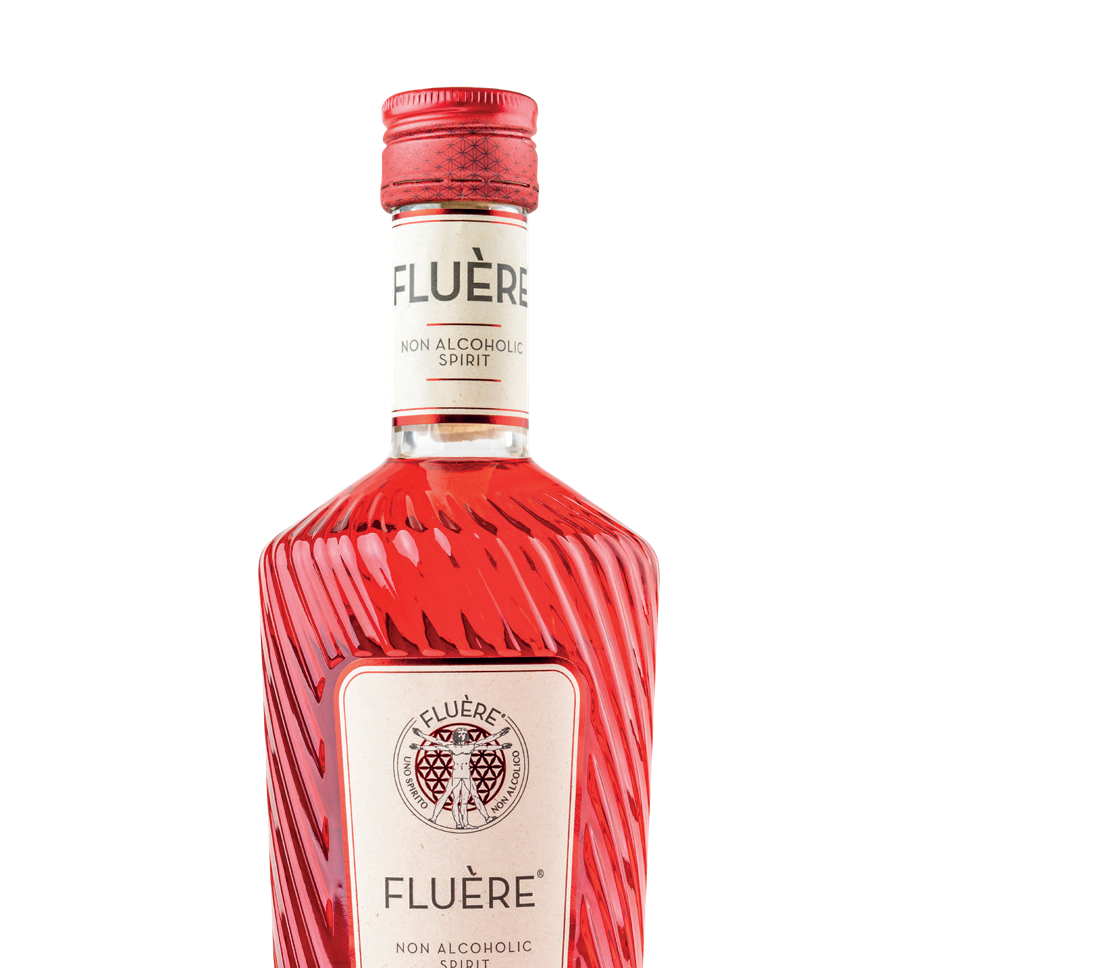 FLUÈRE
NON ALCOHOLIC
SPIRIT
FLUÈRE®
UNO SPIRITO
NON ALCOLICO
FLUÈRE®
NON ALCOHOLIC
SPIRIT